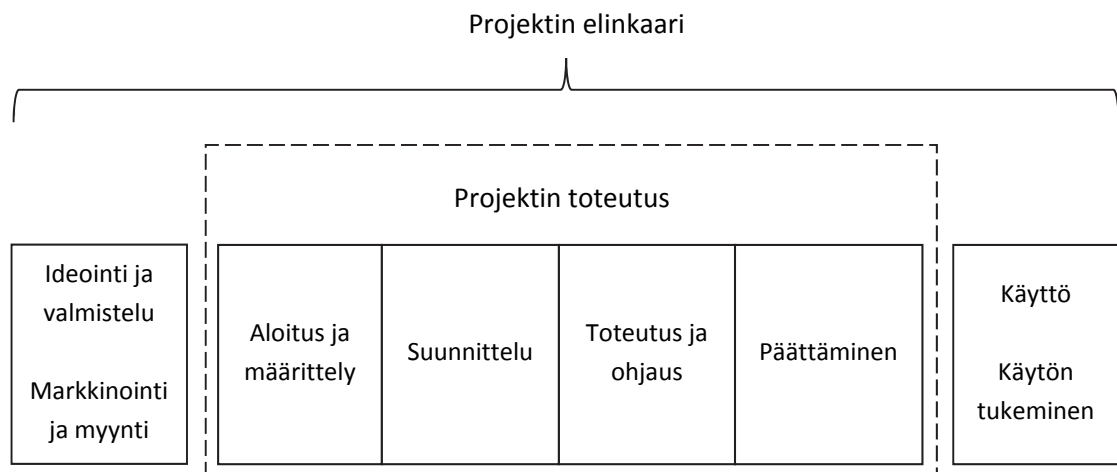 Projektin elinkaari
Projektin toteutus
Ideointi ja
valmistelu
Markkinointi
ja myynti
Aloitus ja
määrittely
Suunnittelu
Toteutus ja
ohjaus
Päättäminen
Käyttö
Käytön
tukeminen